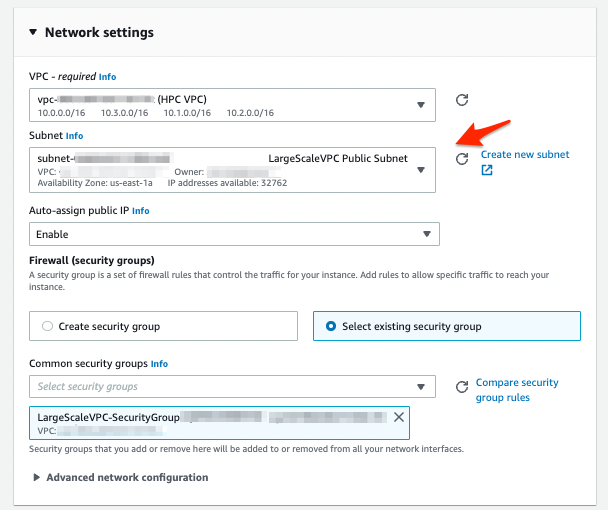 Network settings
VPC - required Info
vpc- (HPC VPC)
10.0.0.0/16 10.3.0.0/16 10.1.0.0/16 10.2.0.0/16
Subnet Info
subnet- LargeScaleVPC Public Subnet
VPC: Owner:
Availability Zone: us-east-1a IP addresses available: 32762
Create new subnet
Auto-assign public IP Info
Enable
Firewall (security groups)
A security group is a set of firewall rules that control the traffic for your instance. Add rules to allow specific traffic to reach your
instance.
Create security group
Select existing security group
Common security groups Info
Select security groups
Compare security
group rules
LargeScaleVPC-SecurityGroup
VPC:
Security groups that you add or remove here will be added to or removed from all your network interfaces.
Advanced network configuration